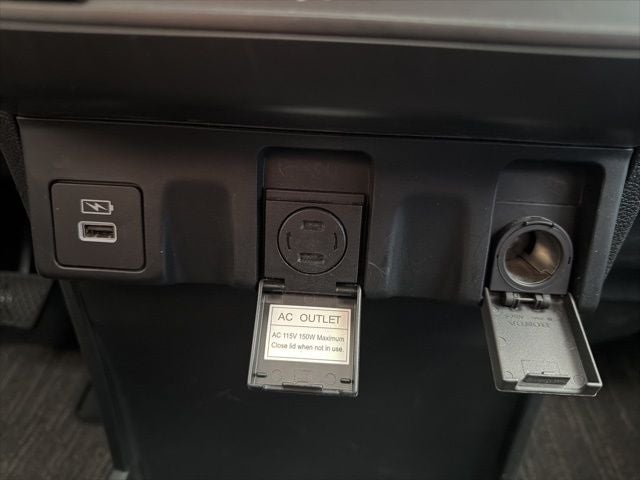 AC OUTLET
AC 115V 150W Maximum
Close lid when not in use.